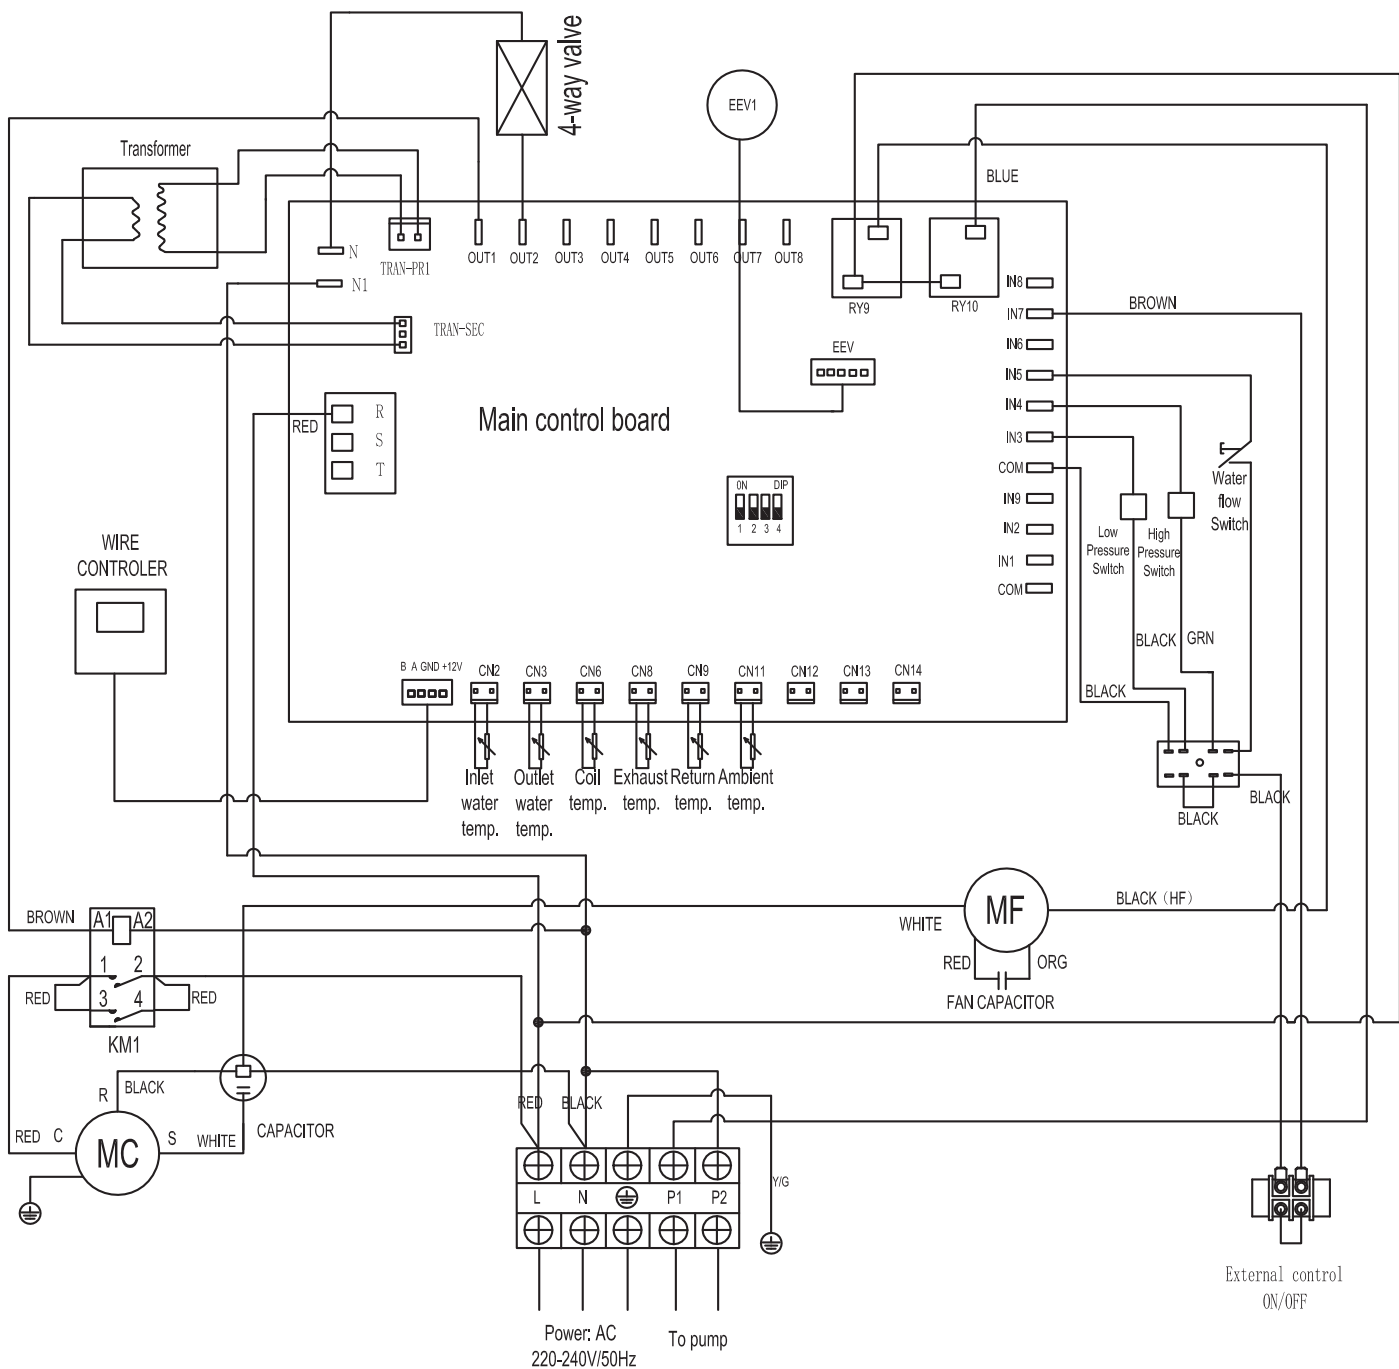 4-way valve
EEV1
Transformer
BLUE
N
N1
TRAN-PR1
OUT1
OUT2
OUT3
OUT4
OUT5
OUT6
OUT7
OUT8
RY9
RY10
IN8
IN7
BROWN
IN6
IN5
IN4
IN3
COM
IN9
IN2
IN1
COM
TRAN-SEC
EEV
RED
R
S
T
Main control board
ON DIP
1 2 3 4
Water
flow
Switch
Low
Pressure
Switch
High
Pressure
Switch
BLACK
GRN
BLACK
WIRE
CONTROLER
B A GND +12V
CN2
CN3
CN6
CN8
CN9
CN11
CN12
CN13
CN14
Inlet
water
temp.
Outlet
water
temp.
Coil
temp.
Exhaust
temp.
Return
temp.
Ambient
temp.
BLACK
BLACK
BROWN
A1
A2
1
2
3
4
RED
RED
KM1
WHITE
MF
BLACK（HF）
RED
ORG
FAN CAPACITOR
R
BLACK
RED
C
MC
S
WHITE
CAPACITOR
RED
BLACK
Y/G
L
N
P1
P2
Power: AC
220-240V/50Hz
To pump
External control
ON/OFF